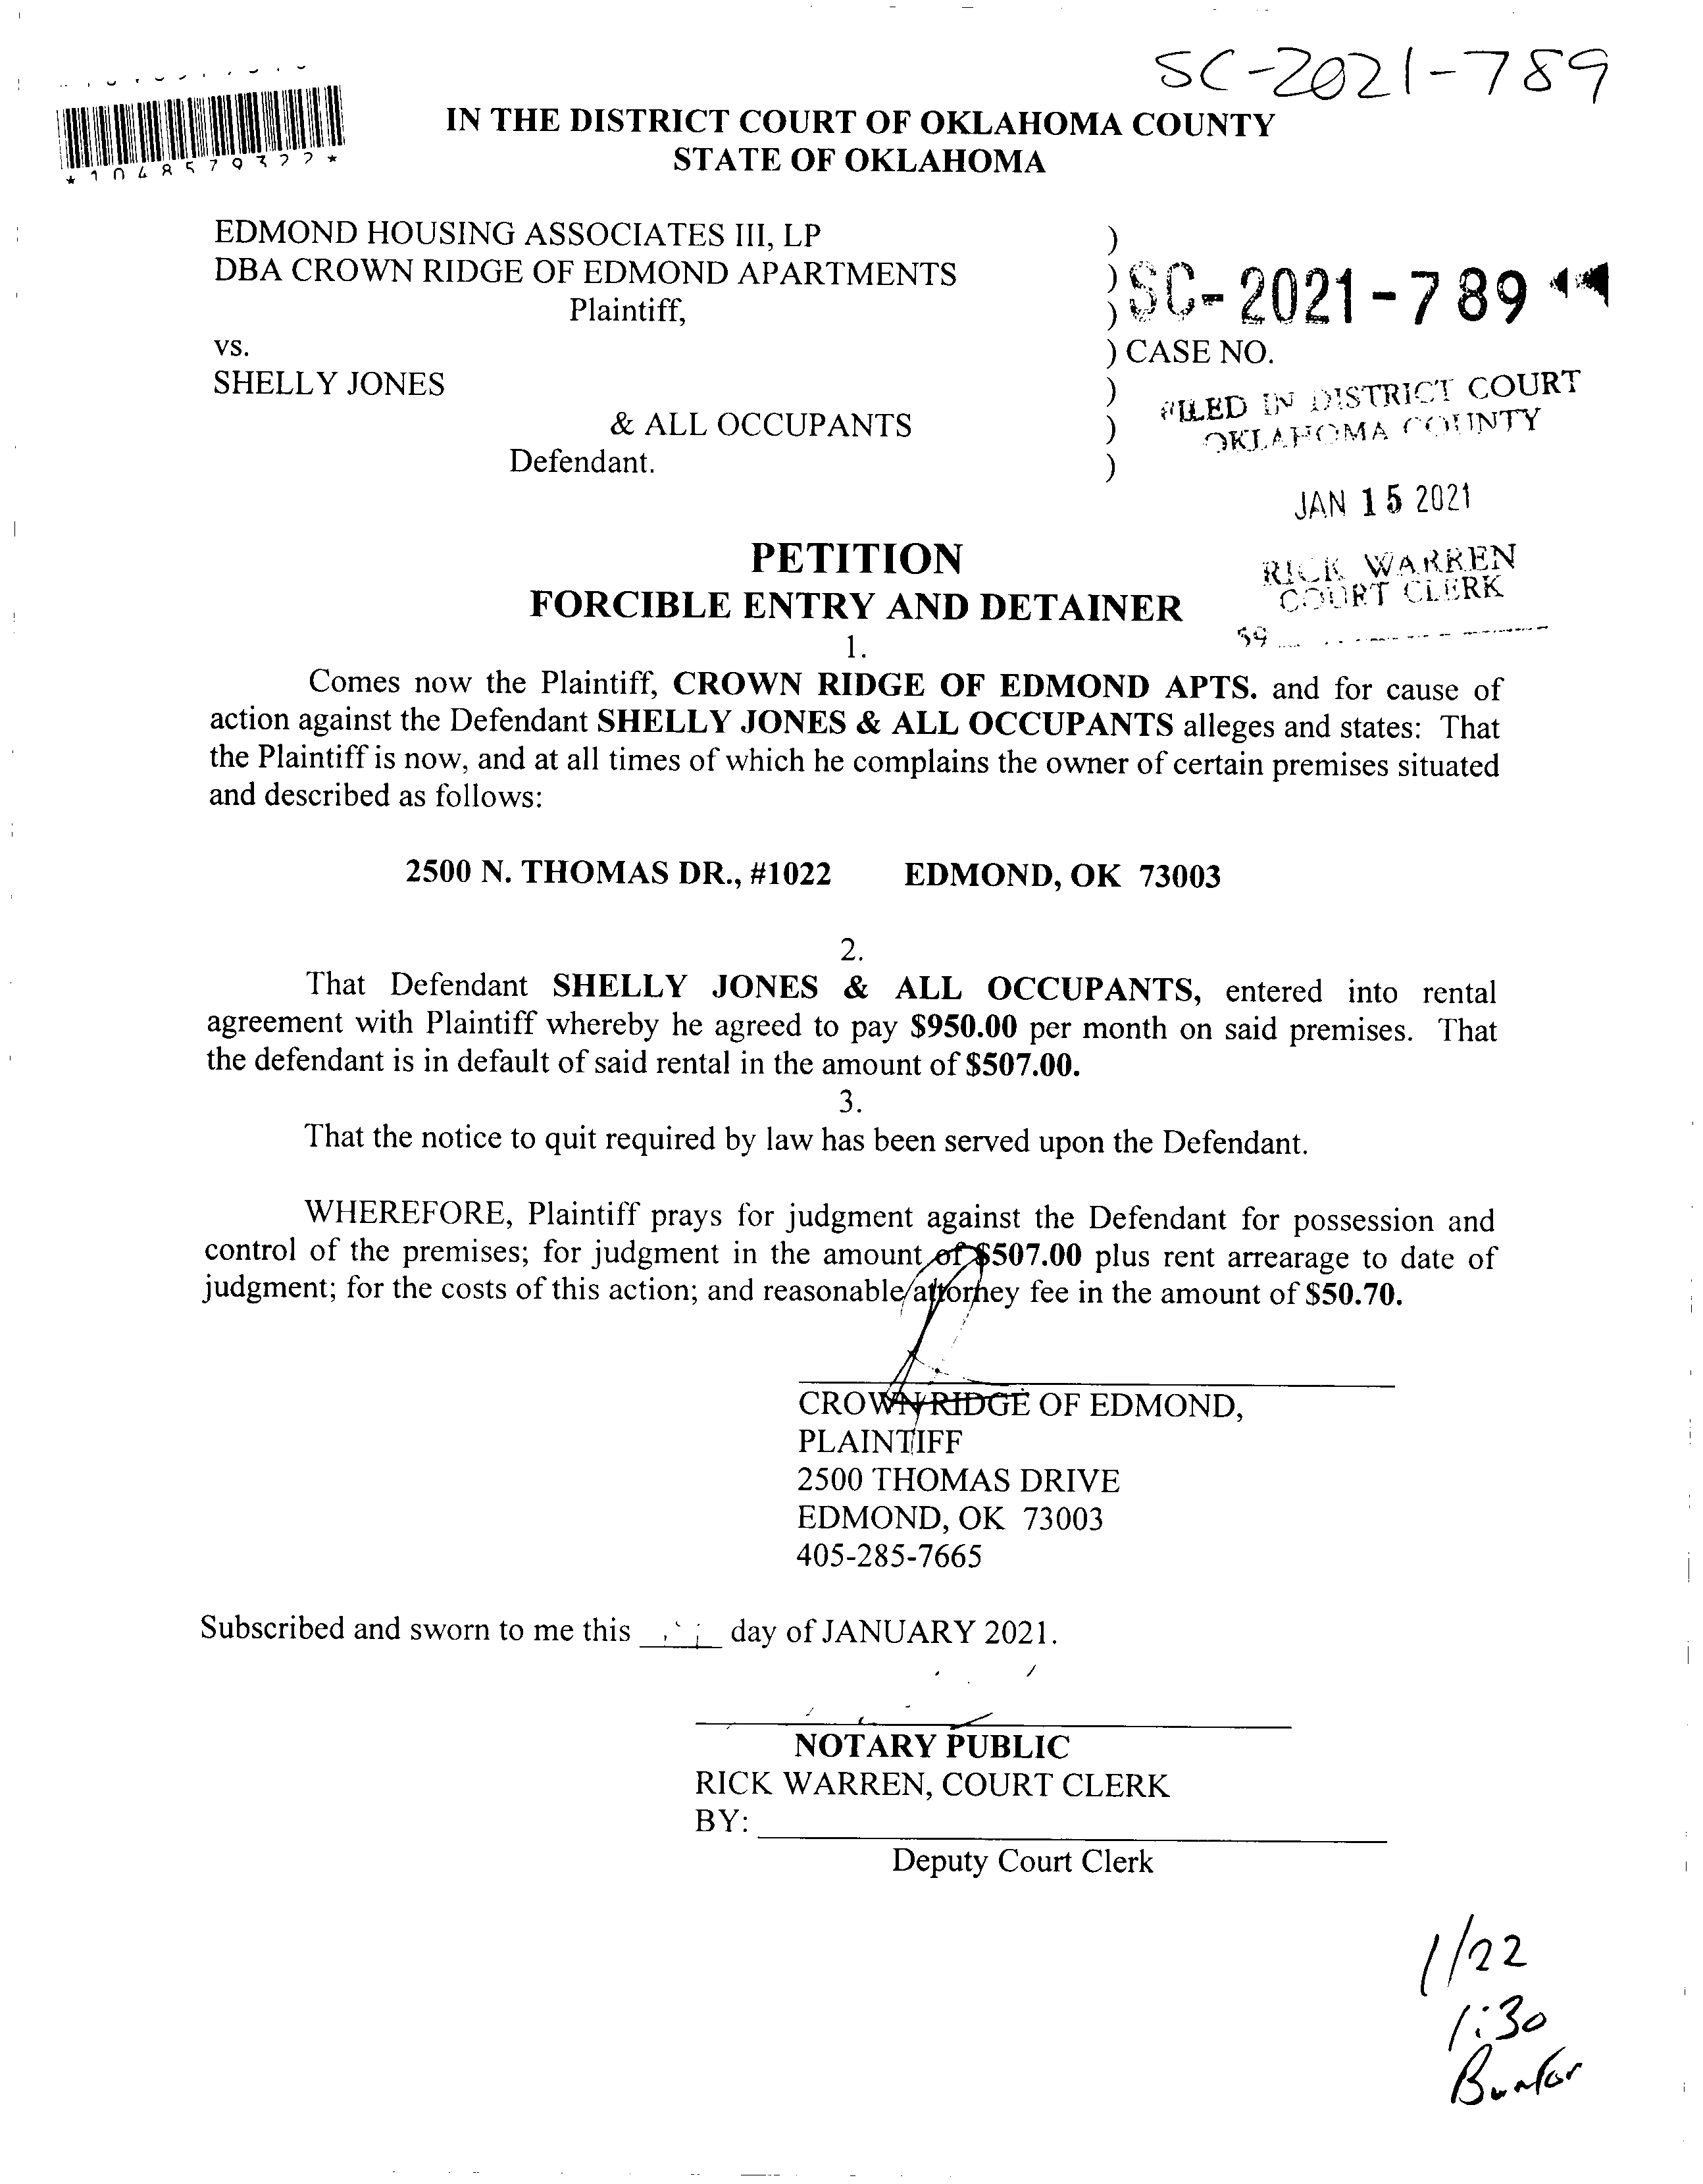 SC-2021-789
*1048579322*
IN THE DISTRICT COURT OF OKLAHOMA COUNTY
STATE OF OKLAHOMA
EDMOND HOUSING ASSOCIATES III, LP )
DBA CROWN RIDGE OF EDMOND APARTMENTS ) SC-2021-789
Plaintiff, )
vs. ) CASE NO.
SHELLY JONES )
& ALL OCCUPANTS )
Defendant. )
FILED IN DISTRICT COURT
OKLAHOMA COUNTY
JAN 15 2021
RICK WARREN
COURT CLERK
59
PETITION
FORCIBLE ENTRY AND DETAINER
1.
Comes now the Plaintiff, CROWN RIDGE OF EDMOND APTS. and for cause of
action against the Defendant SHELLY JONES & ALL OCCUPANTS alleges and states: That
the Plaintiff is now, and at all times of which he complains the owner of certain premises situated
and described as follows:
2500 N. THOMAS DR., #1022 EDMOND, OK 73003
2.
That Defendant SHELLY JONES & ALL OCCUPANTS, entered into rental
agreement with Plaintiff whereby he agreed to pay $950.00 per month on said premises. That
the defendant is in default of said rental in the amount of $507.00.
3.
That the notice to quit required by law has been served upon the Defendant.
WHEREFORE, Plaintiff prays for judgment against the Defendant for possession and
control of the premises; for judgment in the amount of $507.00 plus rent arrearage to date of
judgment; for the costs of this action; and reasonable attorney fee in the amount of $50.70.
CROWN RIDGE OF EDMOND,
PLAINTIFF
2500 THOMAS DRIVE
EDMOND, OK 73003
405-285-7665
Subscribed and sworn to me this ____ day of JANUARY 2021.
NOTARY PUBLIC
RICK WARREN, COURT CLERK
BY:
Deputy Court Clerk
1/22
1:30